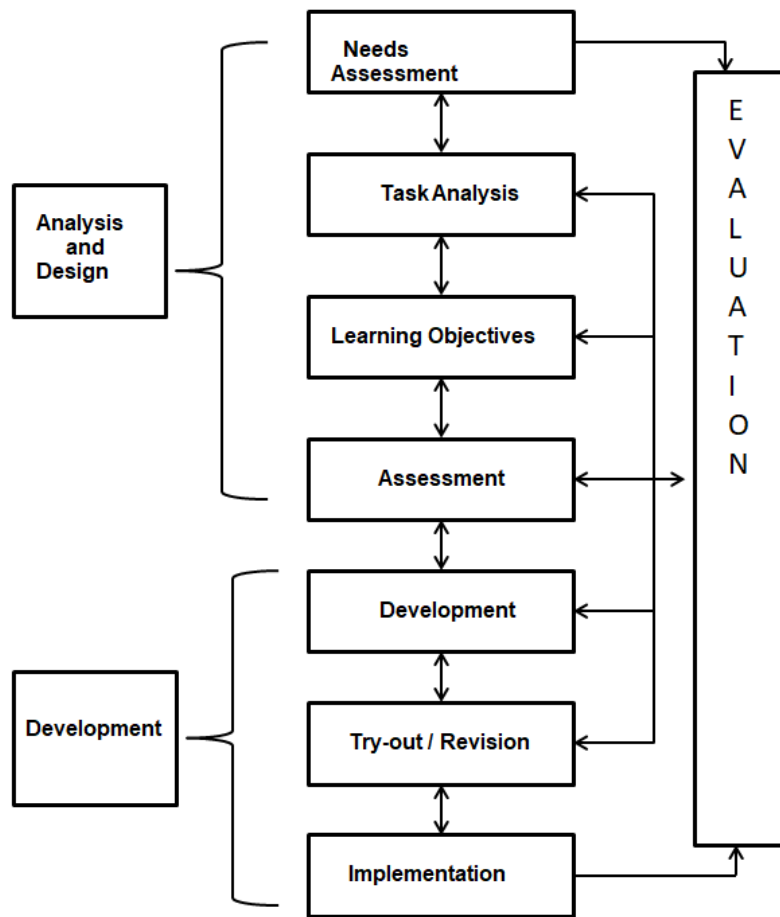 Needs
Assessment
E
V
A
L
U
A
T
I
O
N
Task Analysis
Analysis
and
Design
Learning Objectives
Assessment
Development
Development
Try-out / Revision
Implementation